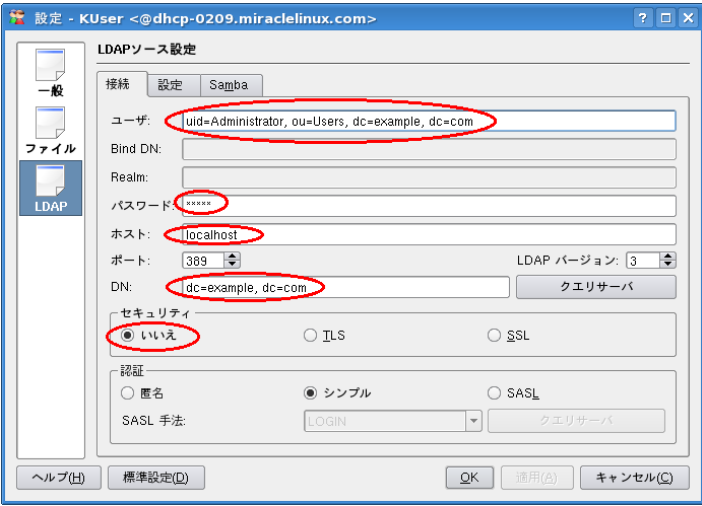 設定 - KUser <@dhcp-0209.miraclelinux.com>
一般
ファイル
LDAP
LDAPソース設定
接続 設定 Samba
ユーザ: uid=Administrator, ou=Users, dc=example, dc=com
Bind DN:
Realm:
パスワード: *****
ホスト: localhost
ポート: 389 LDAP バージョン: 3
DN: dc=example, dc=com クエリサーバ
セキュリティ
いいえ TLS SSL
認証
匿名 シンプル SASL
SASL 手法: LOGIN クエリサーバ
ヘルプ(H) 標準設定(D) OK 適用(A) キャンセル(C)